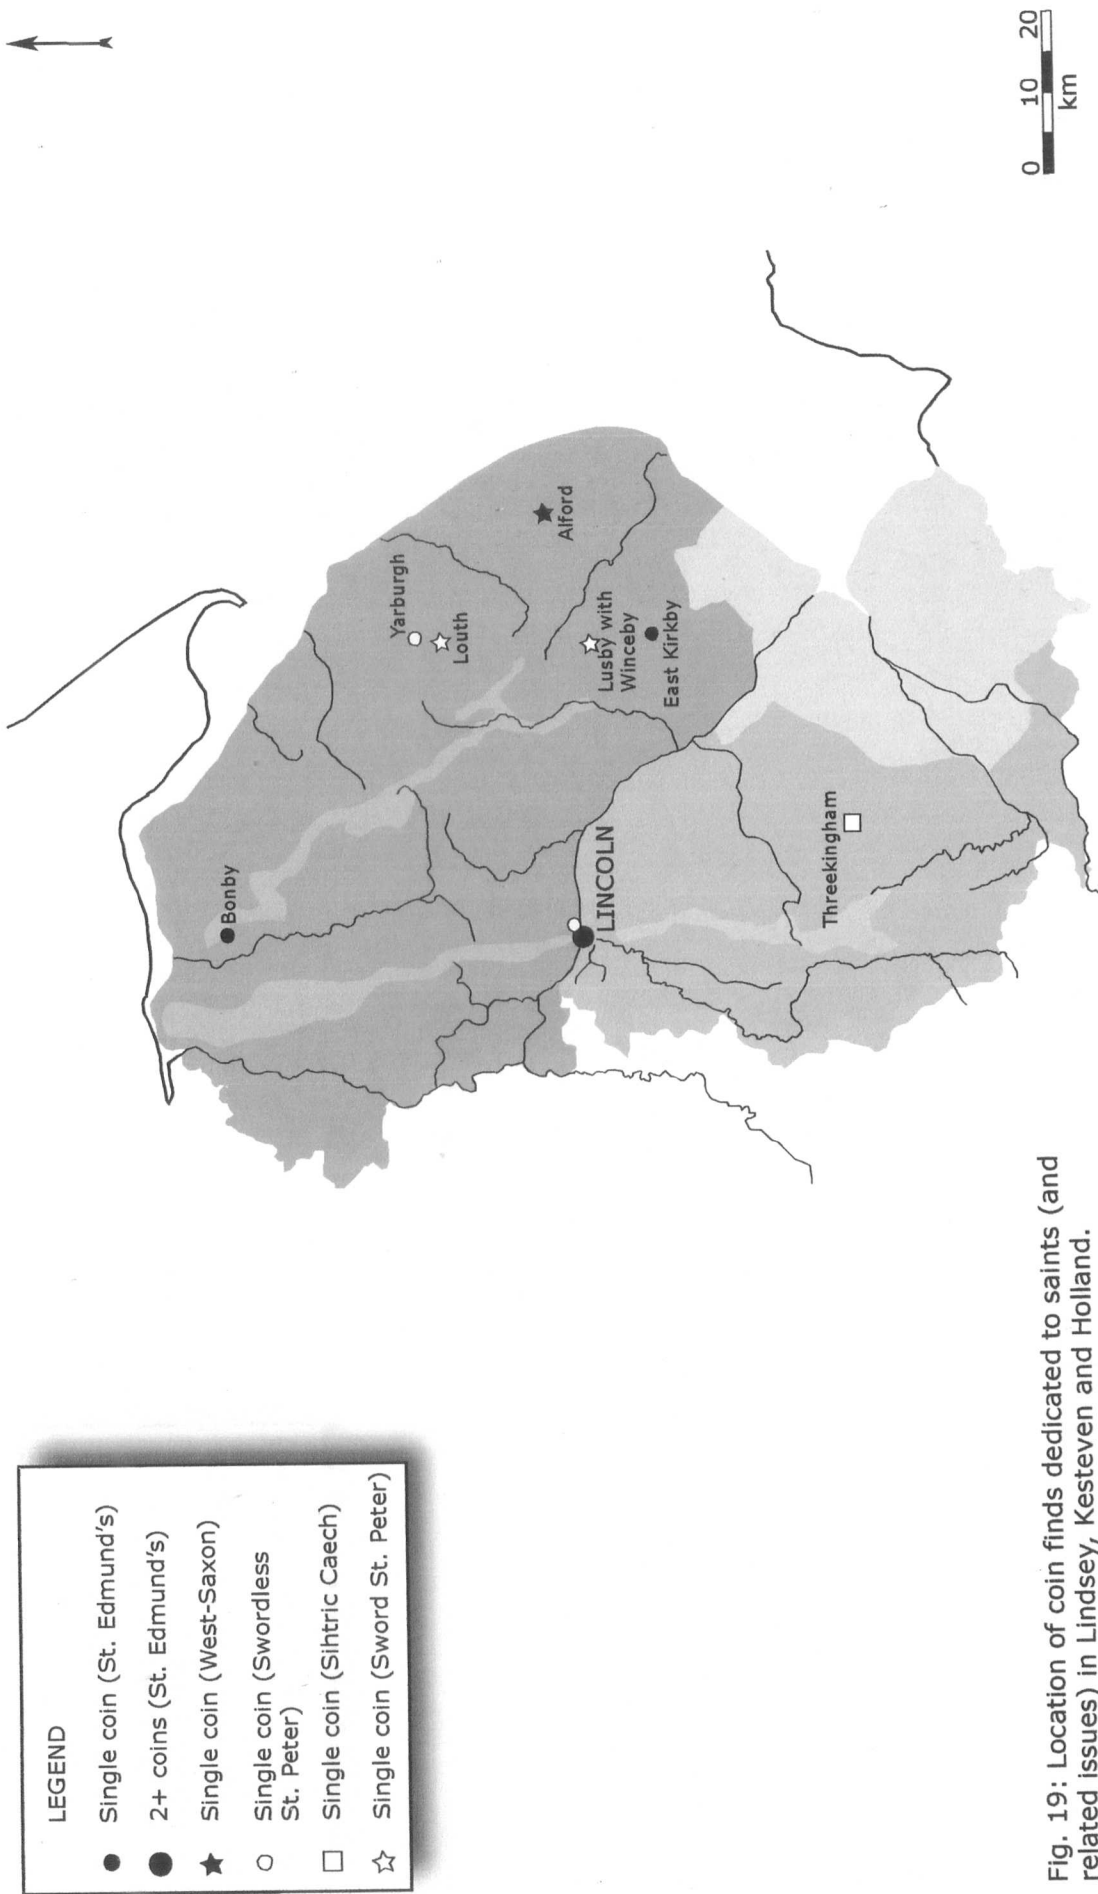 LEGEND
Single coin (St. Edmund's)
2+ coins (St. Edmund's)
Single coin (West-Saxon)
Single coin (Swordless
St. Peter)
Single coin (Sihtric Caech)
Single coin (Sword St. Peter)
Bonby
Yarburgh
Louth
Alford
Lusby with
Winceby
East Kirkby
LINCOLN
Threekingham
0 10 20
km
Fig. 19: Location of coin finds dedicated to saints (and
related issues) in Lindsey, Kesteven and Holland.